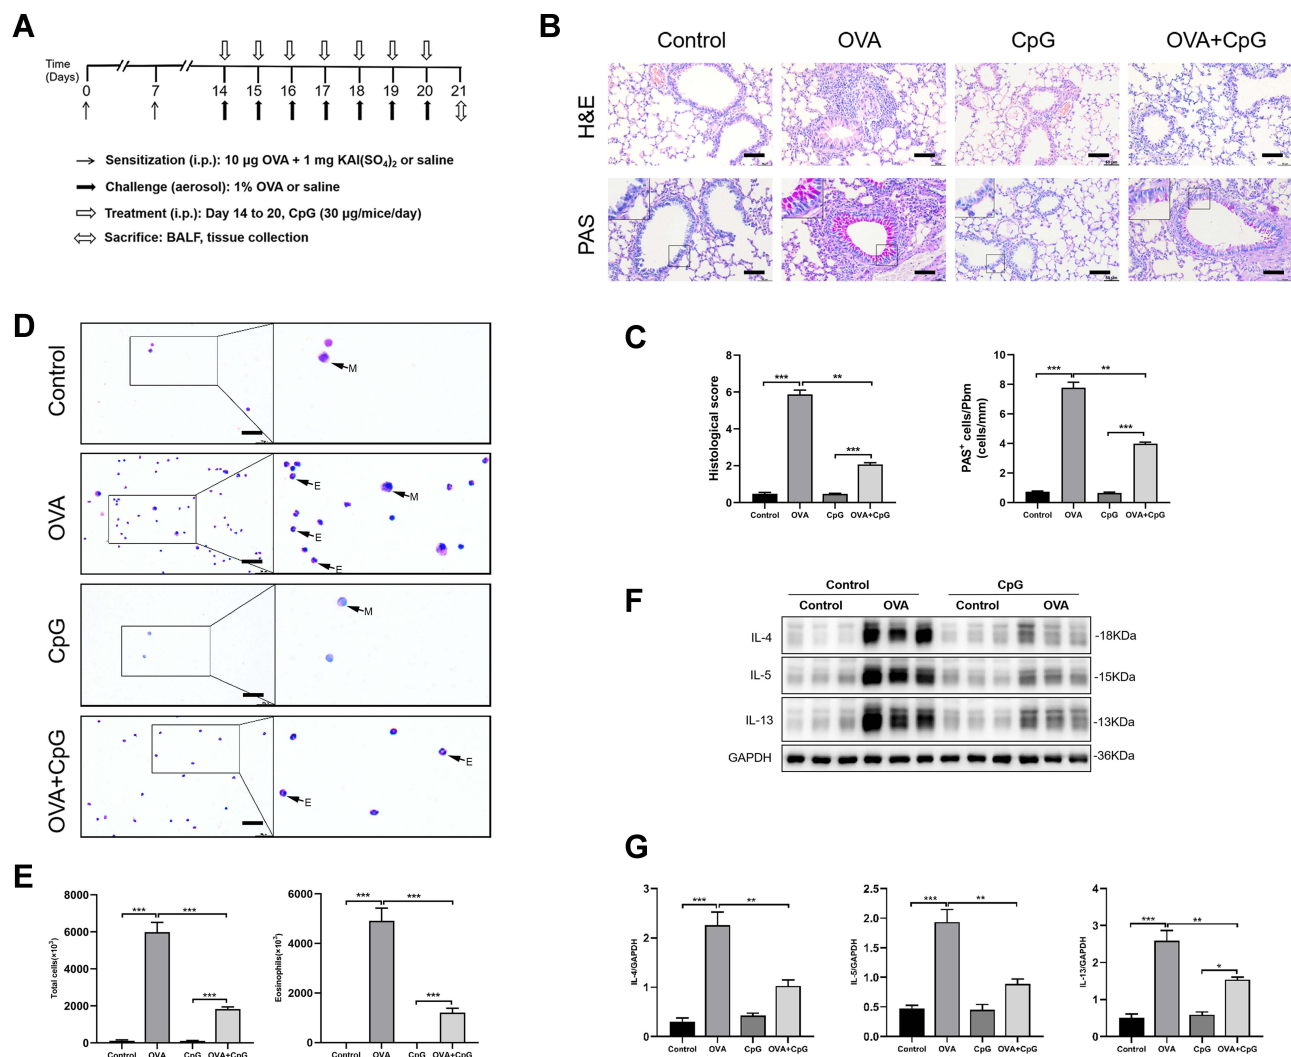 A
Time
(Days)
0 7 14 15 16 17 18 19 20 21
Sensitization (i.p.): 10 µg OVA + 1 mg KAl(SO₄)₂ or saline
Challenge (aerosol): 1% OVA or saline
Treatment (i.p.): Day 14 to 20, CpG (30 µg/mice/day)
Sacrifice: BALF, tissue collection
B
Control OVA CpG OVA+CpG
H&E
PAS
D
Control
M
OVA
E
M
E
E
CpG
M
OVA+CpG
E
E
C
Histological score
8
6
4
2
0
*** **
***
Control OVA CpG OVA+CpG
PAS⁺ cells/Pbm
(cells/mm)
10
8
6
4
2
0
*** **
***
Control OVA CpG OVA+CpG
F
Control CpG
Control OVA Control OVA
IL-4 -18KDa
IL-5 -15KDa
IL-13 -13KDa
GAPDH -36KDa
E
Total cells(×10³)
8000
6000
4000
2000
0
*** ***
***
Control OVA CpG OVA+CpG
Eosinophils(×10³)
6000
4000
2000
0
*** ***
***
Control OVA CpG OVA+CpG
G
IL-4/GAPDH
3
2
1
0
*** **
Control OVA CpG OVA+CpG
IL-5/GAPDH
2.5
2.0
1.5
1.0
0.5
0.0
*** **
Control OVA CpG OVA+CpG
IL-13/GAPDH
4
3
2
1
0
*** **
*
Control OVA CpG OVA+CpG